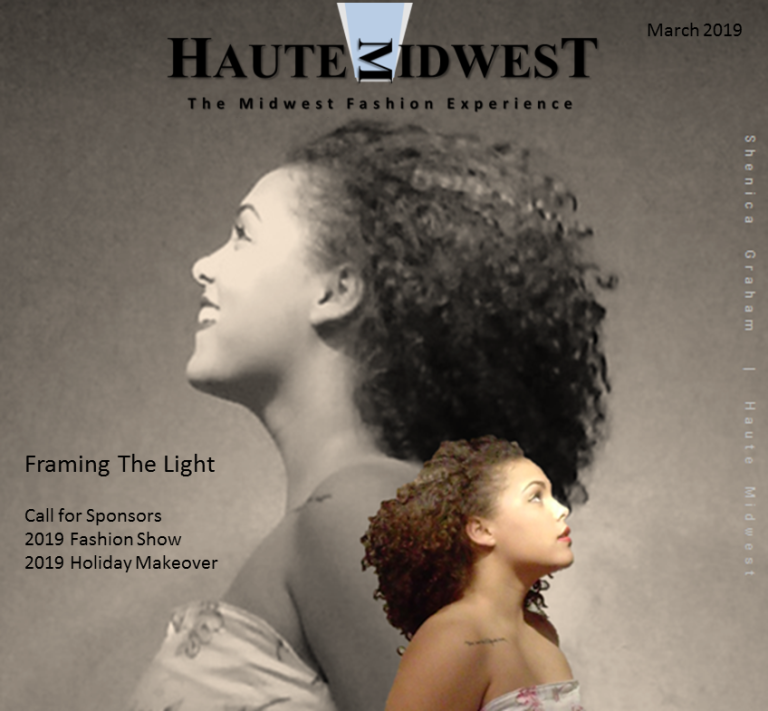 March 2019
HAUTE MIDWEST
The Midwest Fashion Experience
Shenica Graham | Haute Midwest
Framing The Light
Call for Sponsors
2019 Fashion Show
2019 Holiday Makeover